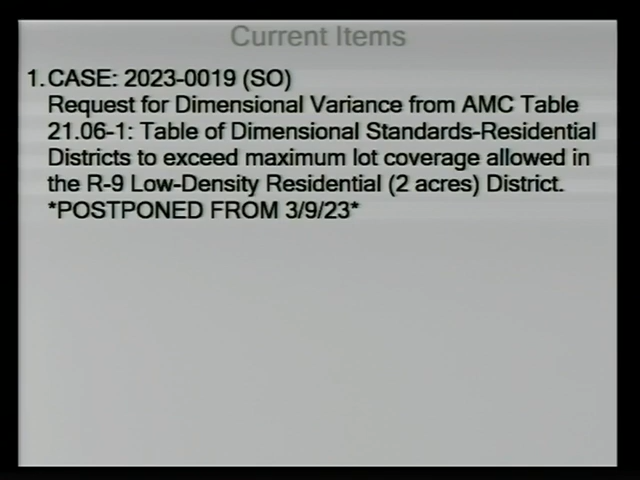 Current Items
1. CASE: 2023-0019 (SO)
Request for Dimensional Variance from AMC Table
21.06-1: Table of Dimensional Standards-Residential
Districts to exceed maximum lot coverage allowed in
the R-9 Low-Density Residential (2 acres) District.
*POSTPONED FROM 3/9/23*